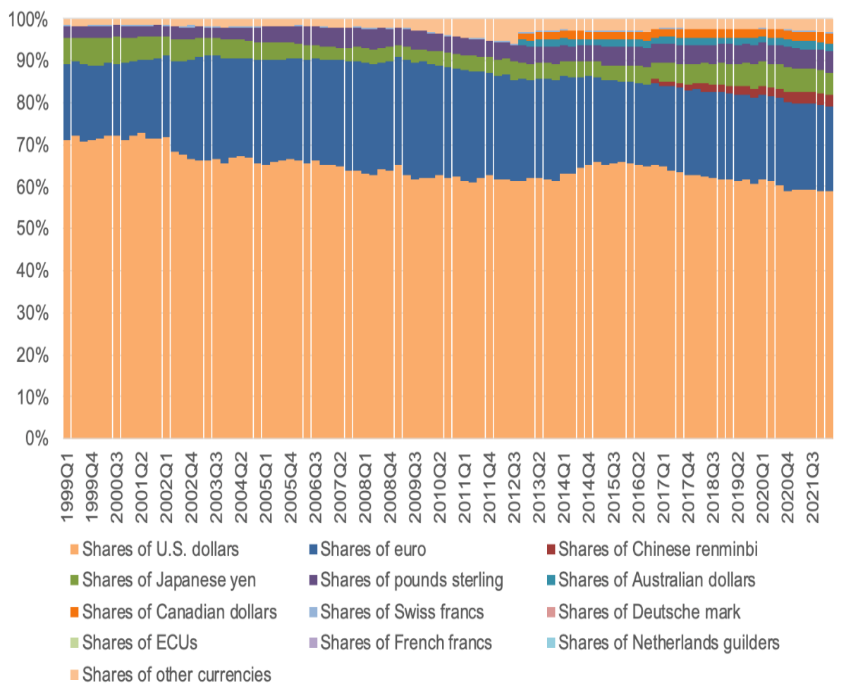 100%
90%
80%
70%
60%
50%
40%
30%
20%
10%
0%
1999Q1
1999Q4
2000Q3
2001Q2
2002Q1
2002Q4
2003Q3
2004Q2
2005Q1
2005Q4
2006Q3
2007Q2
2008Q1
2008Q4
2009Q3
2010Q2
2011Q1
2011Q4
2012Q3
2013Q2
2014Q1
2014Q4
2015Q3
2016Q2
2017Q1
2017Q4
2018Q3
2019Q2
2020Q1
2020Q4
2021Q3
Shares of U.S. dollars
Shares of euro
Shares of Chinese renminbi
Shares of Japanese yen
Shares of pounds sterling
Shares of Australian dollars
Shares of Canadian dollars
Shares of Swiss francs
Shares of Deutsche mark
Shares of ECUs
Shares of French francs
Shares of Netherlands guilders
Shares of other currencies